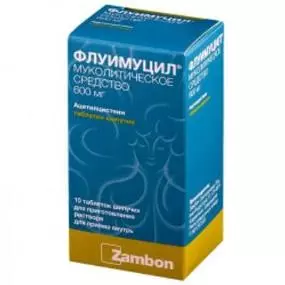 ФЛУИМУЦИЛ®
МУКОЛИТИЧЕСКОЕ
СРЕДСТВО
600 МГ
Ацетилцистеин
таблетки шипучие
10 таблеток шипучих
для приготовления
раствора
для приема внутрь
Zambon